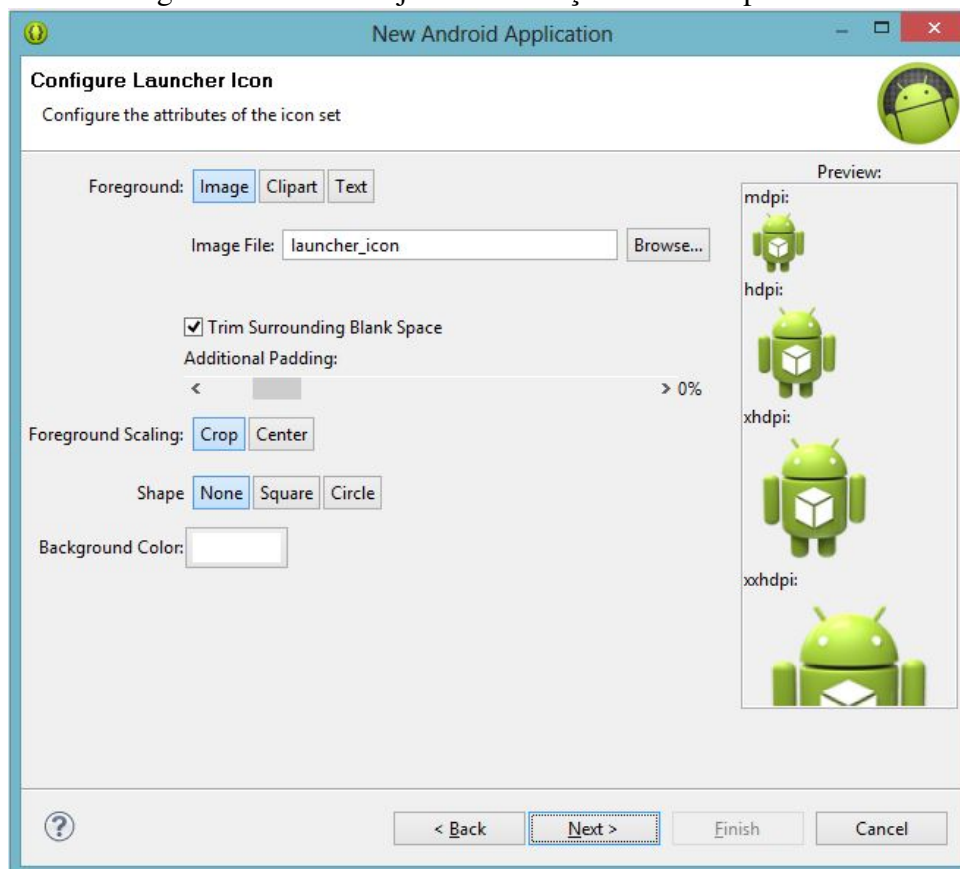 New Android Application
Configure Launcher Icon
Configure the attributes of the icon set
Foreground: Image Clipart Text
Image File: launcher_icon Browse...
Trim Surrounding Blank Space
Additional Padding:
< > 0%
Foreground Scaling: Crop Center
Shape None Square Circle
Background Color:
Preview:
mdpi:
hdpi:
xhdpi:
xxhdpi:
? < Back Next > Finish Cancel